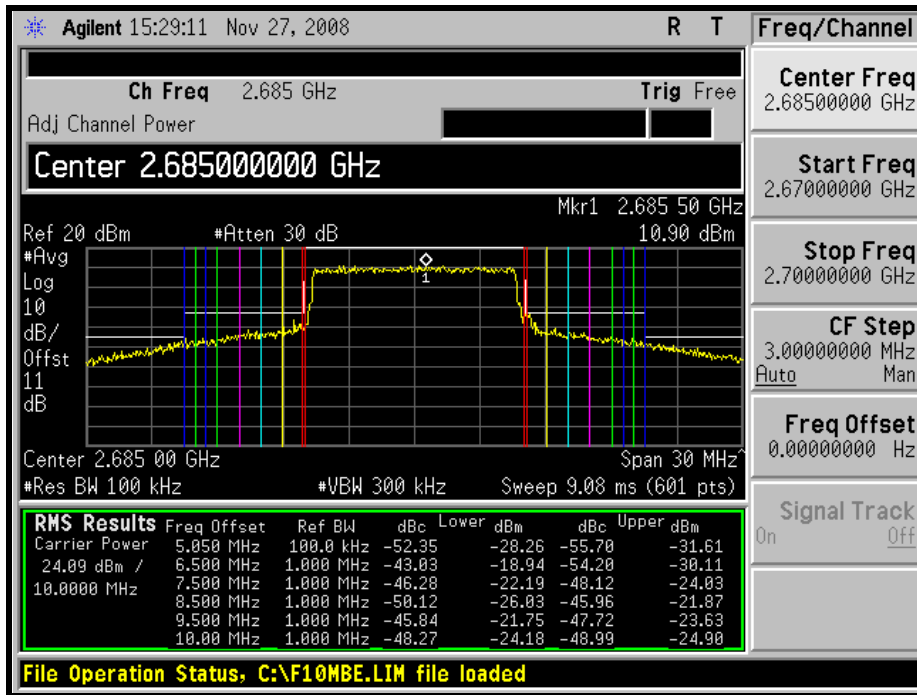 Agilent 15:29:11 Nov 27, 2008 R T
Ch Freq 2.685 GHz Trig Free
Adj Channel Power
Center 2.685000000 GHz
Mkr1 2.685 50 GHz
Ref 20 dBm #Atten 30 dB 10.90 dBm
#Avg
Log
10
dB/
Offst
11
dB
1
Center 2.685 00 GHz Span 30 MHz^
#Res BW 100 kHz #VBW 300 kHz Sweep 9.08 ms (601 pts)
RMS Results Freq Offset Ref BW dBc Lower dBm dBc Upper dBm
Carrier Power 5.050 MHz 100.0 kHz -52.35 -28.26 -55.70 -31.61
24.09 dBm / 6.500 MHz 1.000 MHz -43.03 -18.94 -54.20 -30.11
10.0000 MHz 7.500 MHz 1.000 MHz -46.28 -22.19 -48.12 -24.03
8.500 MHz 1.000 MHz -50.12 -26.03 -45.96 -21.87
9.500 MHz 1.000 MHz -45.84 -21.75 -47.72 -23.63
10.00 MHz 1.000 MHz -48.27 -24.18 -48.99 -24.90
File Operation Status, C:\F10MBE.LIM file loaded
Freq/Channel
Center Freq
2.68500000 GHz
Start Freq
2.67000000 GHz
Stop Freq
2.70000000 GHz
CF Step
3.00000000 MHz
Auto Man
Freq Offset
0.00000000 Hz
Signal Track
On Off